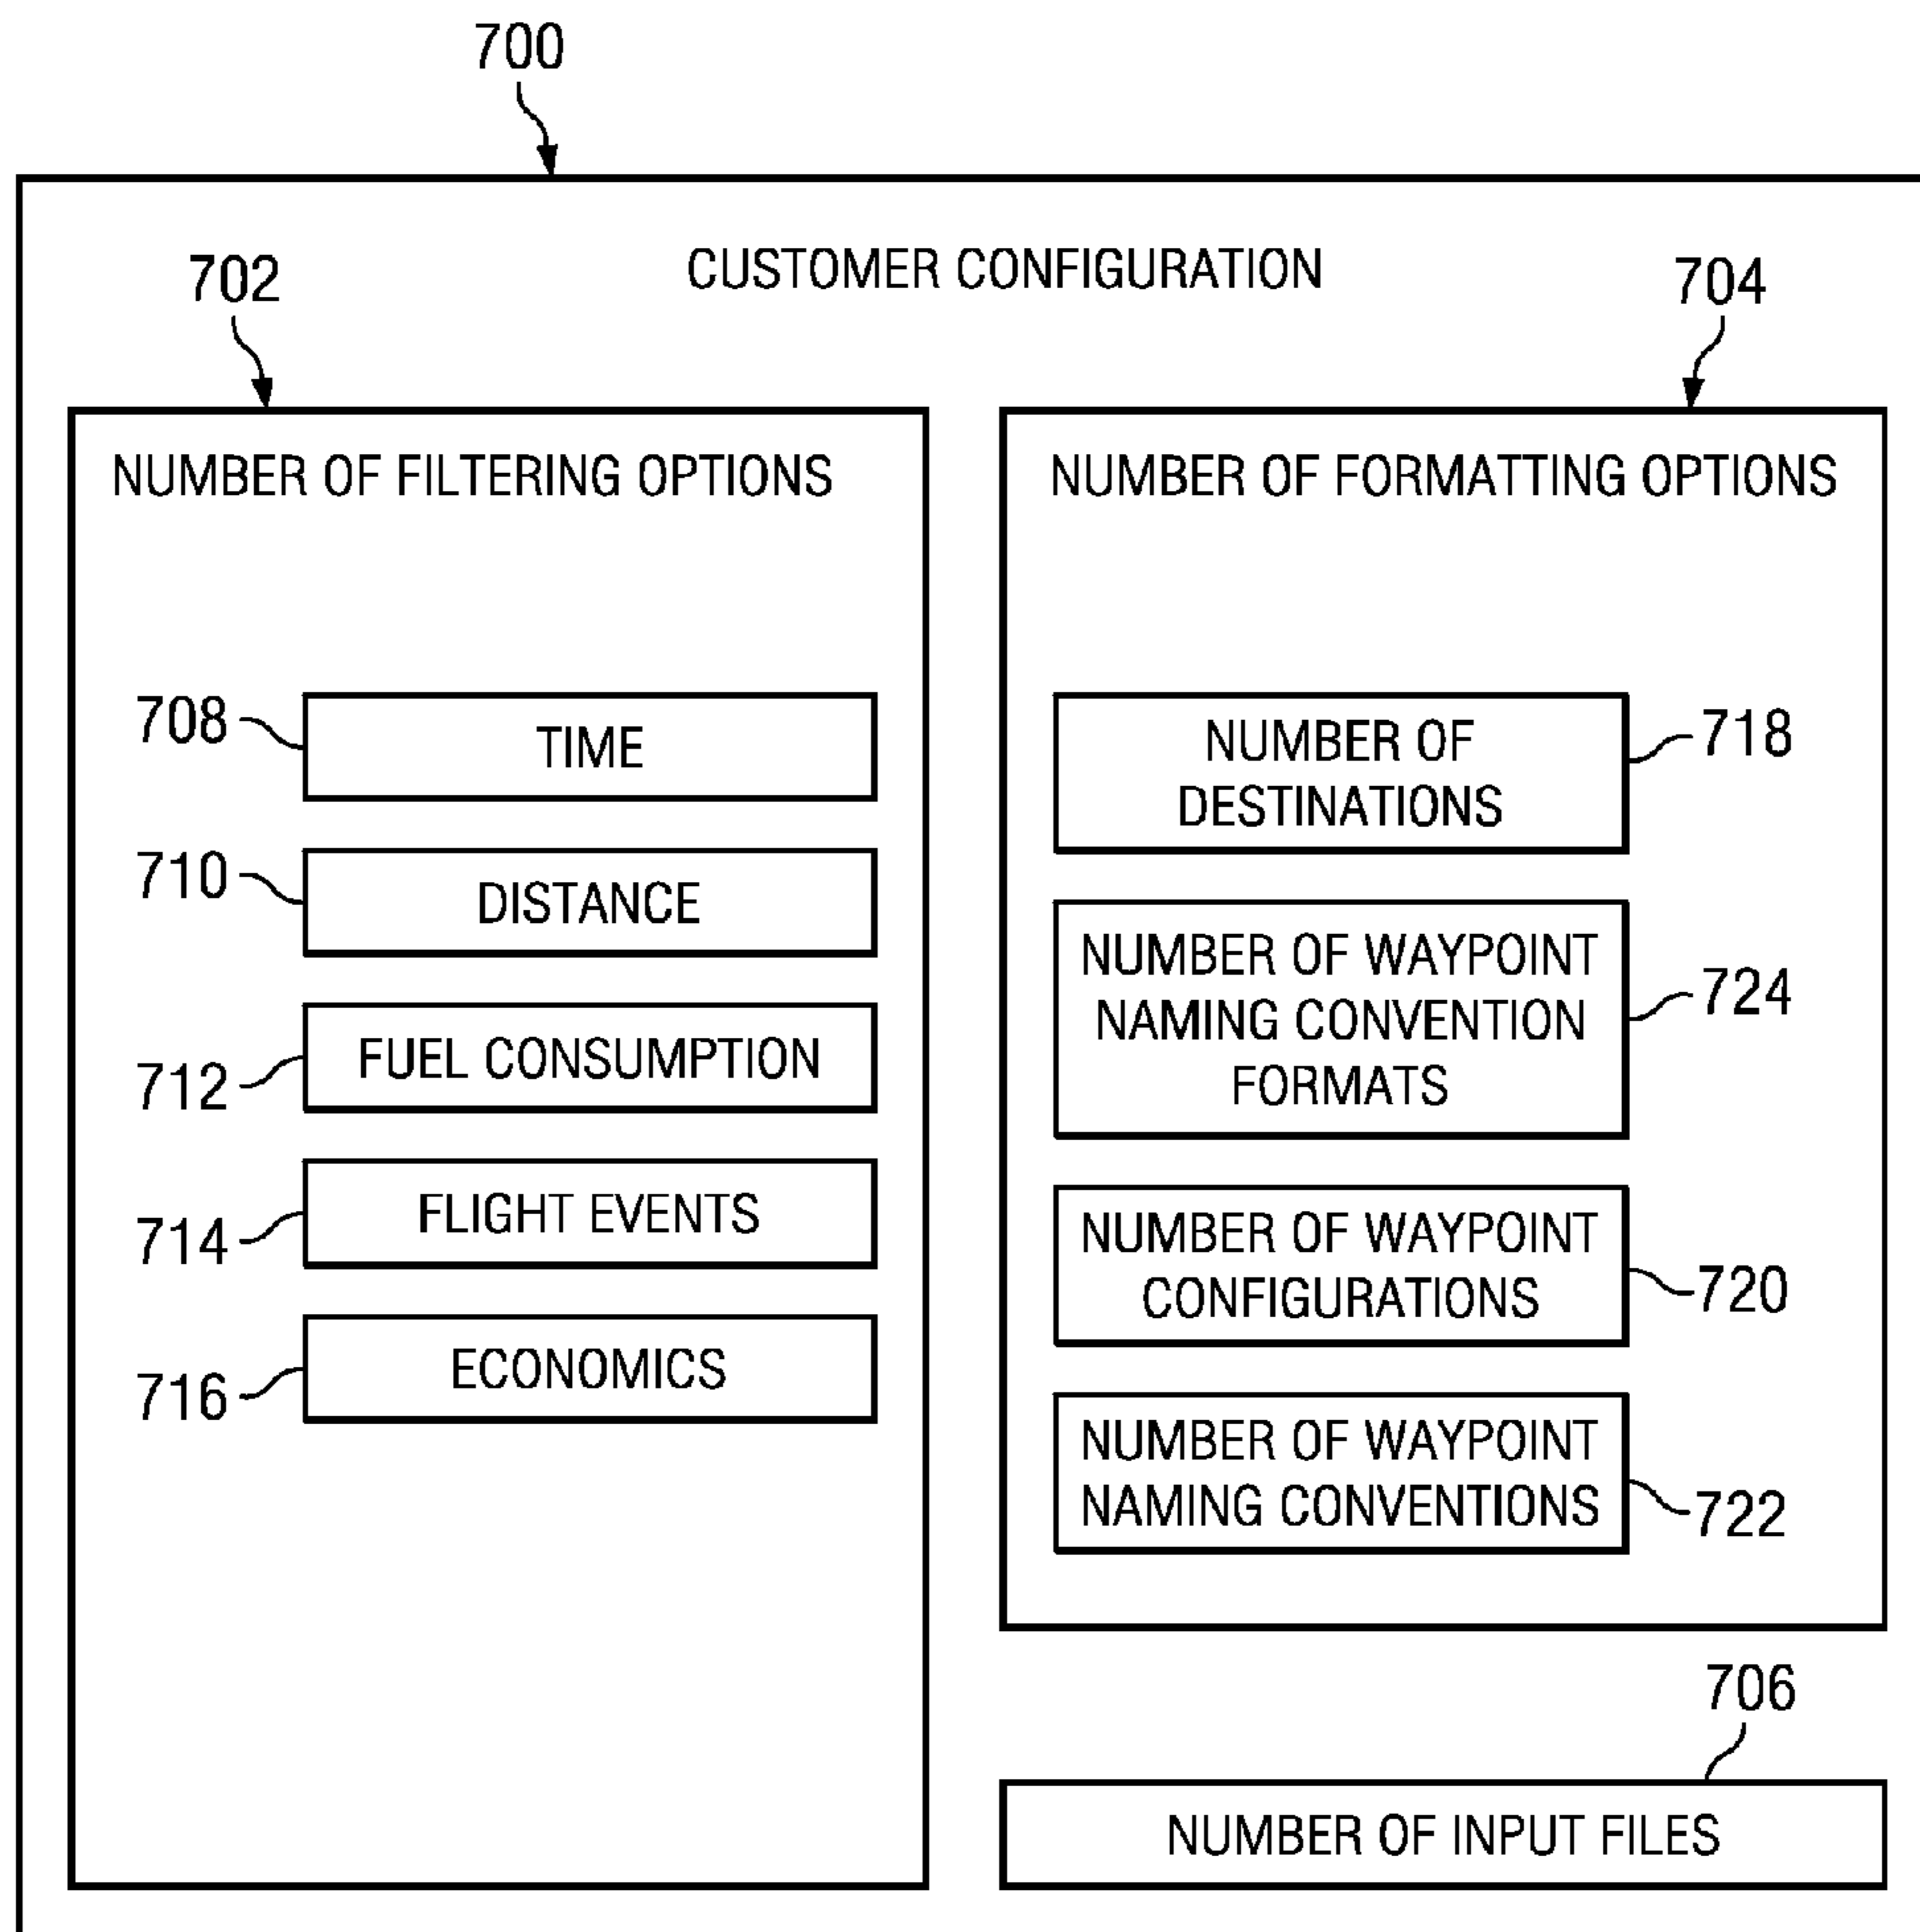 700
CUSTOMER CONFIGURATION
702
NUMBER OF FILTERING OPTIONS
708
TIME
710
DISTANCE
712
FUEL CONSUMPTION
714
FLIGHT EVENTS
716
ECONOMICS
704
NUMBER OF FORMATTING OPTIONS
718
NUMBER OF
DESTINATIONS
724
NUMBER OF WAYPOINT
NAMING CONVENTION
FORMATS
720
NUMBER OF WAYPOINT
CONFIGURATIONS
722
NUMBER OF WAYPOINT
NAMING CONVENTIONS
706
NUMBER OF INPUT FILES